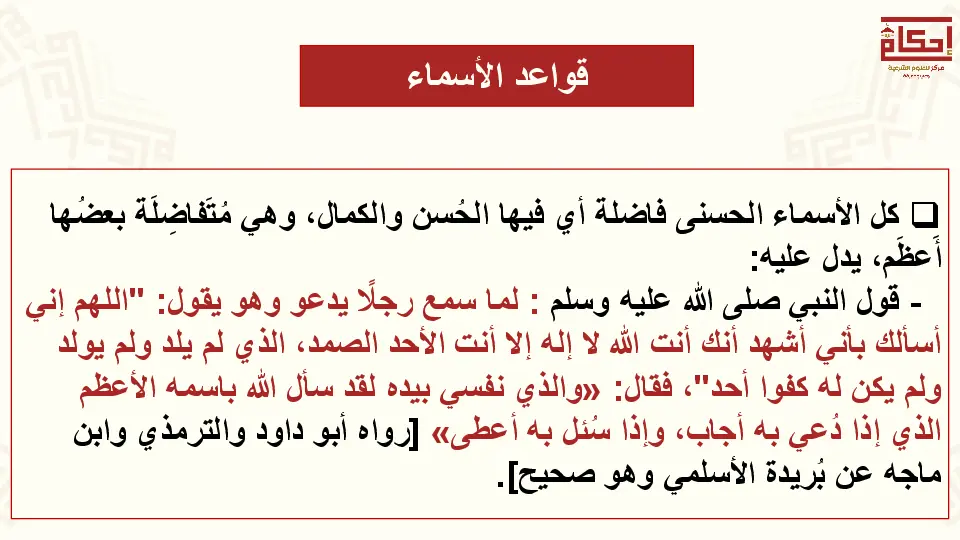 إحكام
مركز للعلوم الشرعية
قواعد الأسماء
❑ كل الأسماء الحسنى فاضلة أي فيها الحُسن والكمال، وهي مُتَفاضِلَة بعضُها
أَعظَم، يدل عليه:
- قول النبي صلى الله عليه وسلم : لما سمع رجلًا يدعو وهو يقول: "اللهم إني
أسألك بأني أشهد أنك أنت الله لا إله إلا أنت الأحد الصمد، الذي لم يلد ولم يولد
ولم يكن له كفوا أحد"، فقال: «والذي نفسي بيده لقد سأل الله باسمه الأعظم
الذي إذا دُعي به أجاب، وإذا سُئل به أعطى» [رواه أبو داود والترمذي وابن
ماجه عن بُريدة الأسلمي وهو صحيح].